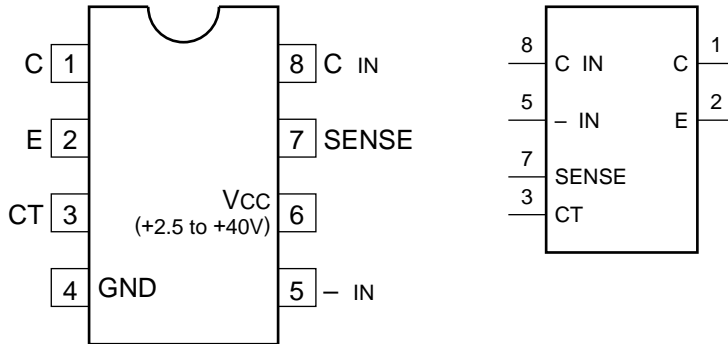 C 1
8 C IN
E 2
7 SENSE
CT 3
VCC
(+2.5 to +40V) 6
4 GND
5 – IN
8 C IN
C 1
5 – IN
E 2
7 SENSE
3 CT